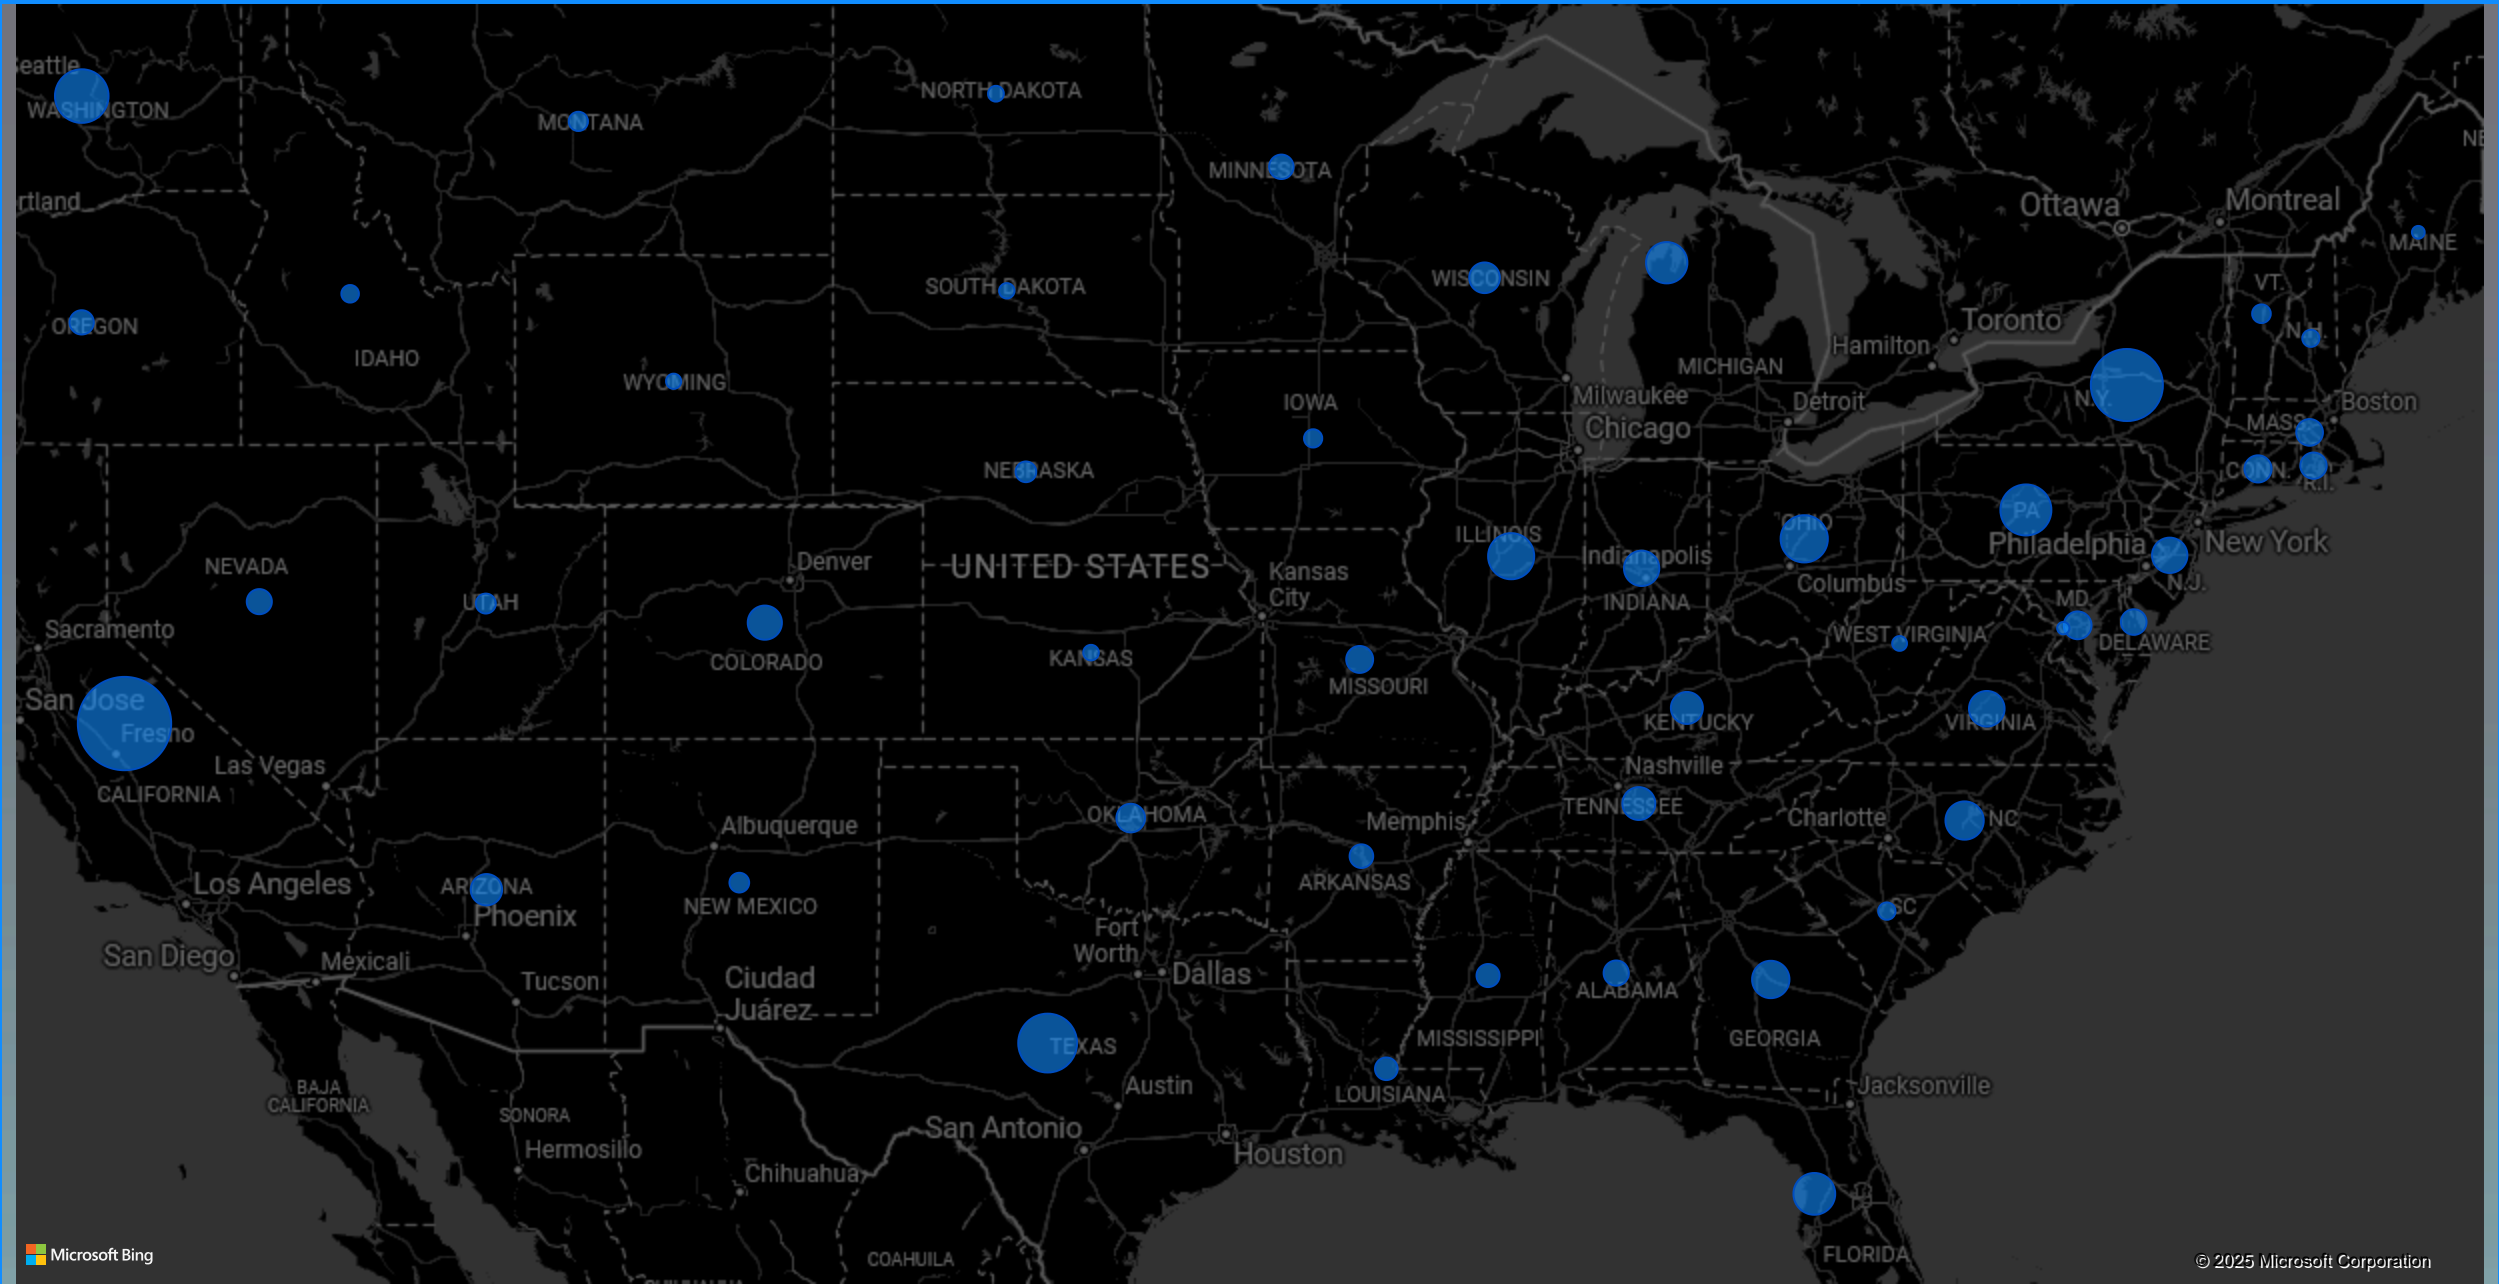 Seattle
WASHINGTON
MONTANA
NORTH DAKOTA
MINNESOTA
Ottawa
Montreal
MAINE
OREGON
IDAHO
WYOMING
SOUTH DAKOTA
WISCONSIN
MICHIGAN
Toronto
Hamilton
VT.
N.H.
IOWA
Milwaukee
Chicago
Detroit
N.Y.
MASS.
Boston
NEBRASKA
CONN.
R.I.
NEVADA
UTAH
Denver
COLORADO
UNITED STATES
Kansas
City
ILLINOIS
Indianapolis
INDIANA
OHIO
Columbus
PA
Philadelphia
New York
N.J.
MD.
DELAWARE
WEST VIRGINIA
Sacramento
San Jose
Fresno
CALIFORNIA
Las Vegas
KANSAS
MISSOURI
KENTUCKY
VIRGINIA
Nashville
TENNESSEE
Albuquerque
OKLAHOMA
Memphis
Charlotte
NC
Los Angeles
ARIZONA
Phoenix
NEW MEXICO
ARKANSAS
SC
San Diego
Mexicali
Tucson
Ciudad
Juárez
Fort
Worth
Dallas
ALABAMA
MISSISSIPPI
GEORGIA
TEXAS
BAJA
CALIFORNIA
SONORA
Hermosillo
Austin
San Antonio
Houston
LOUISIANA
Jacksonville
Chihuahua
COAHUILA
FLORIDA
Microsoft Bing
© 2025 Microsoft Corporation